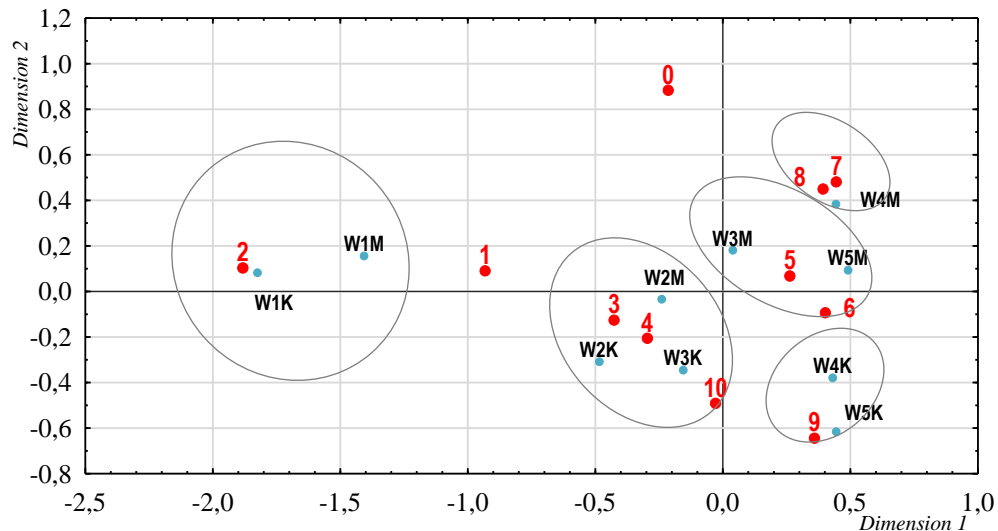 Dimension 2
1,2
1,0
0,8
0,6
0,4
0,2
0,0
-0,2
-0,4
-0,6
-0,8
0
7
8
W4M
W3M
5
W5M
2
W1M
1
W1K
W2M
3
4
6
W2K
W3K
10
W4K
9
W5K
-2,5 -2,0 -1,5 -1,0 -0,5 0,0 0,5 1,0
Dimension 1